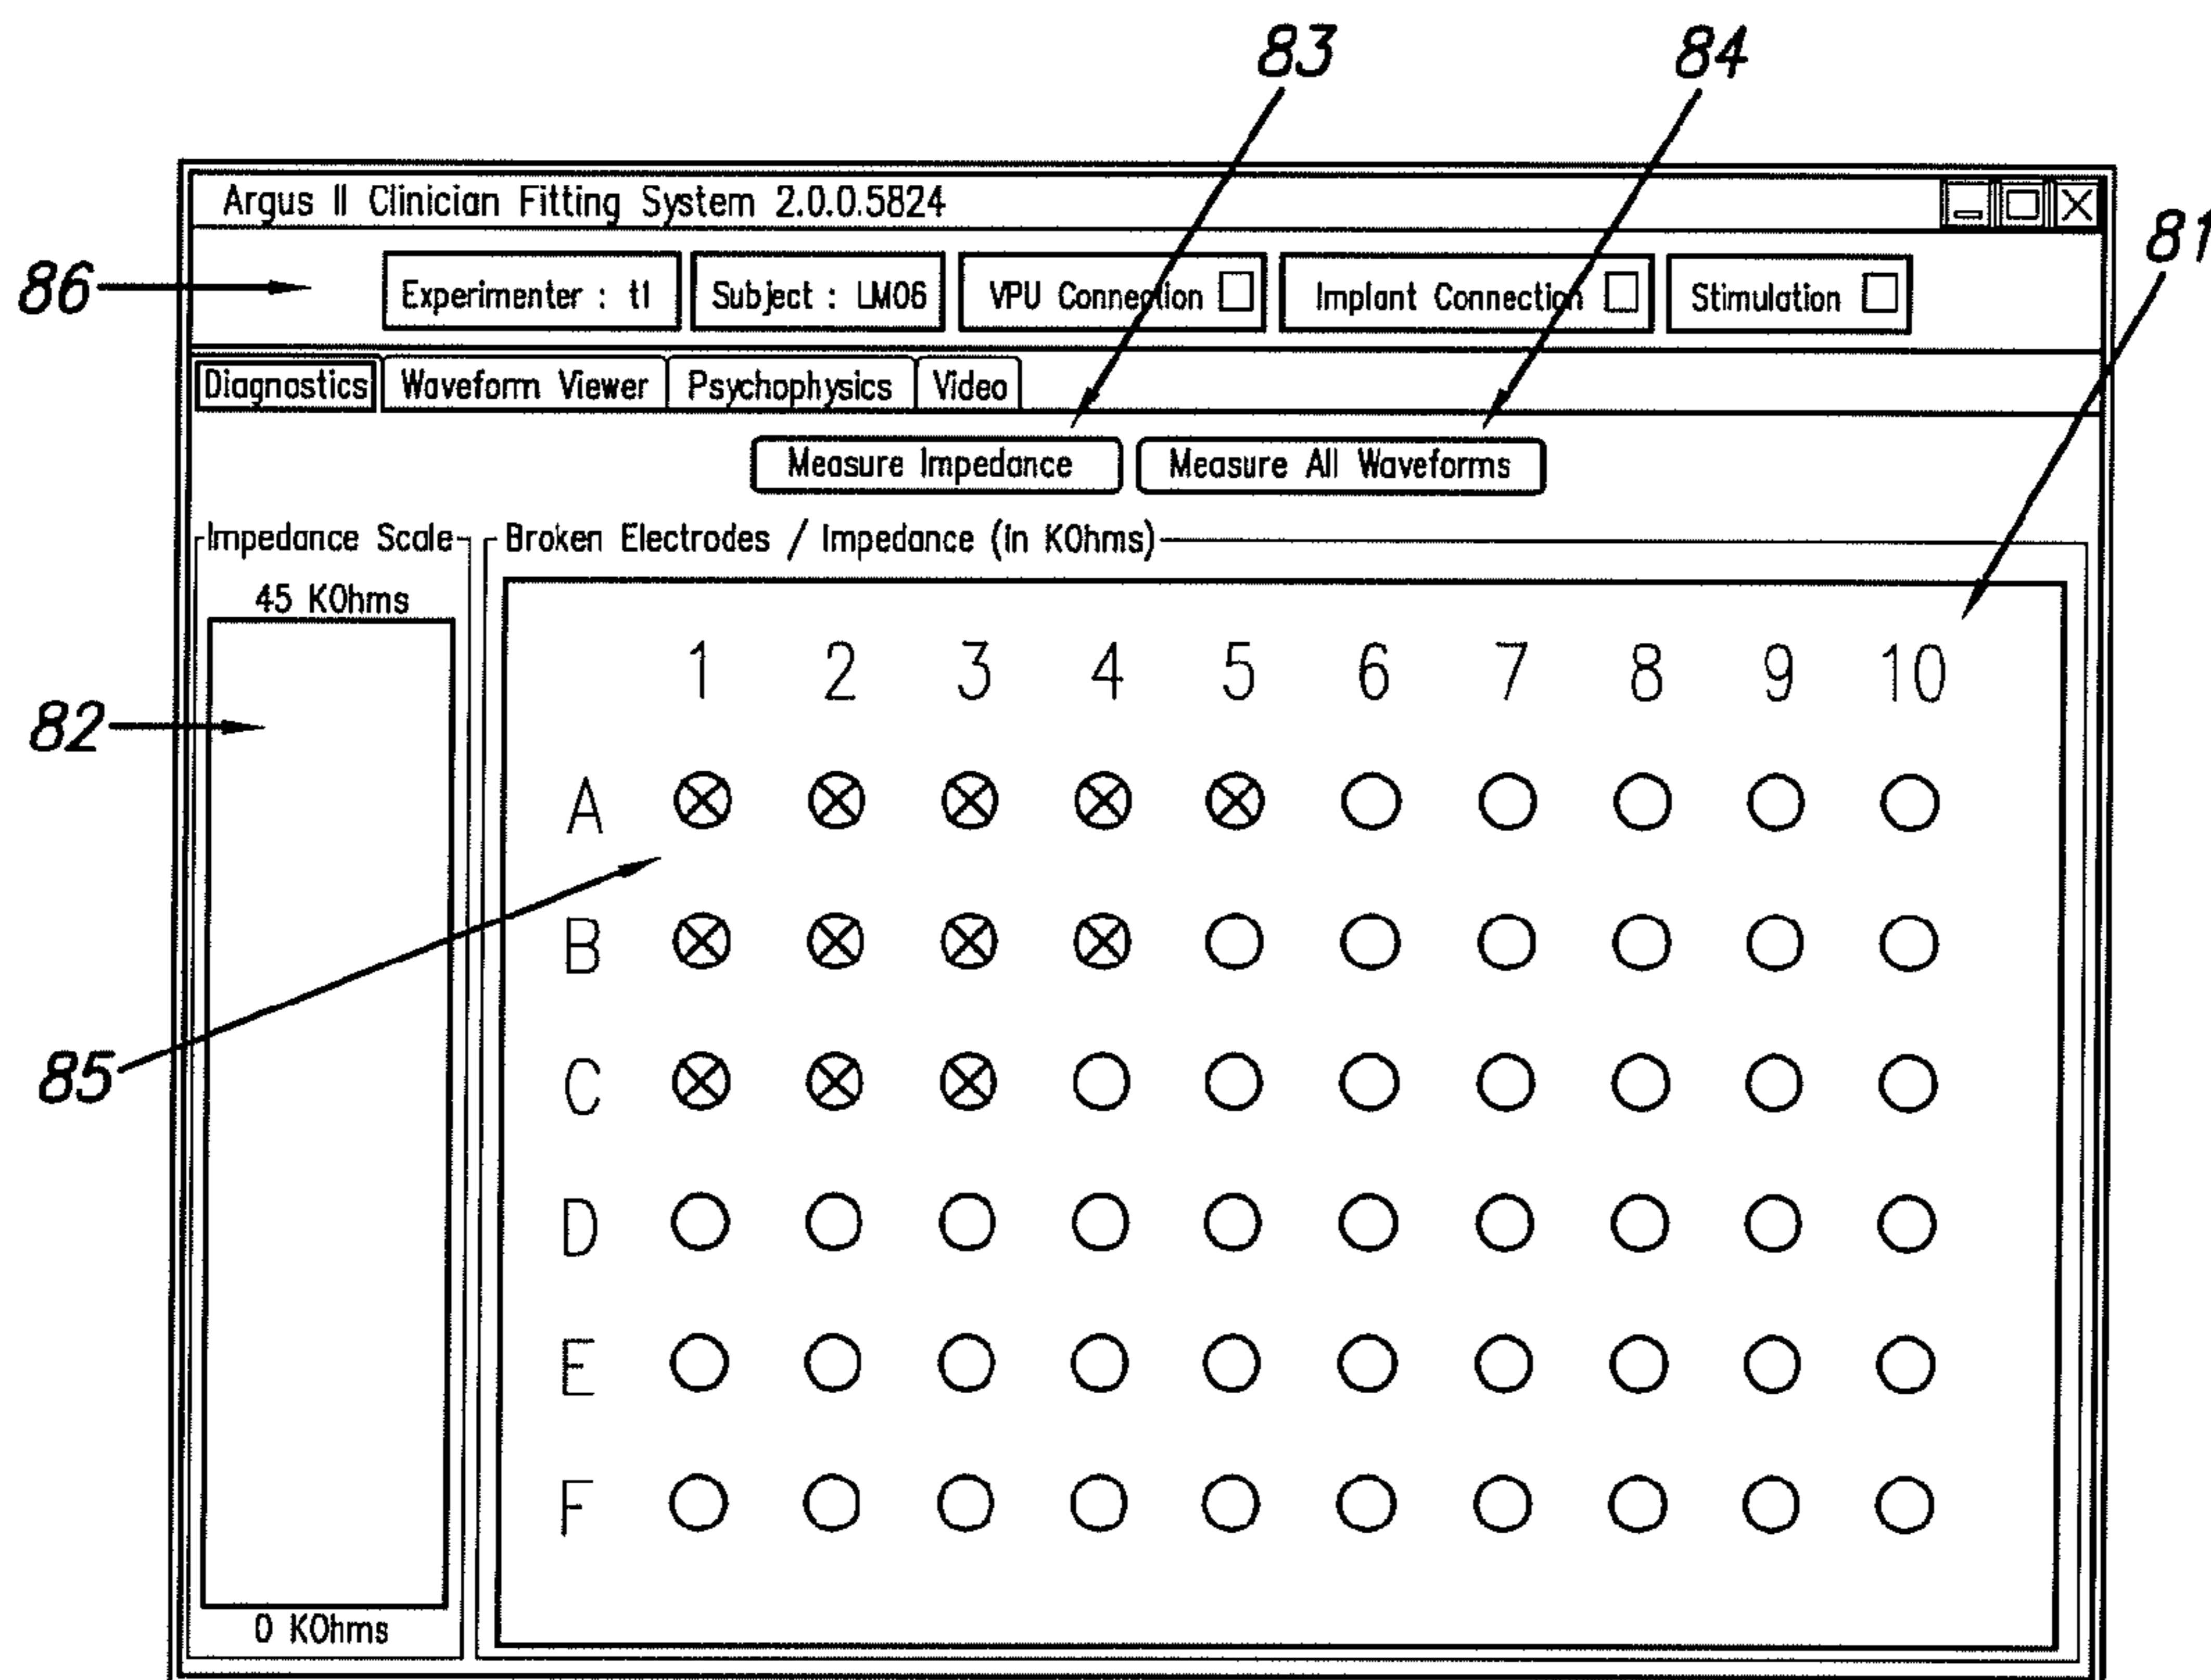 83 84
Argus II Clinician Fitting System 2.0.0.5824
81
86
Experimenter : t1 Subject : LM06 VPU Connection Implant Connection Stimulation
Diagnostics Waveform Viewer Psychophysics Video
Measure Impedance Measure All Waveforms
Impedance Scale Broken Electrodes / Impedance (in KOhms)
45 KOhms
1 2 3 4 5 6 7 8 9 10
82
A
B
85
C
D
E
F
0 KOhms